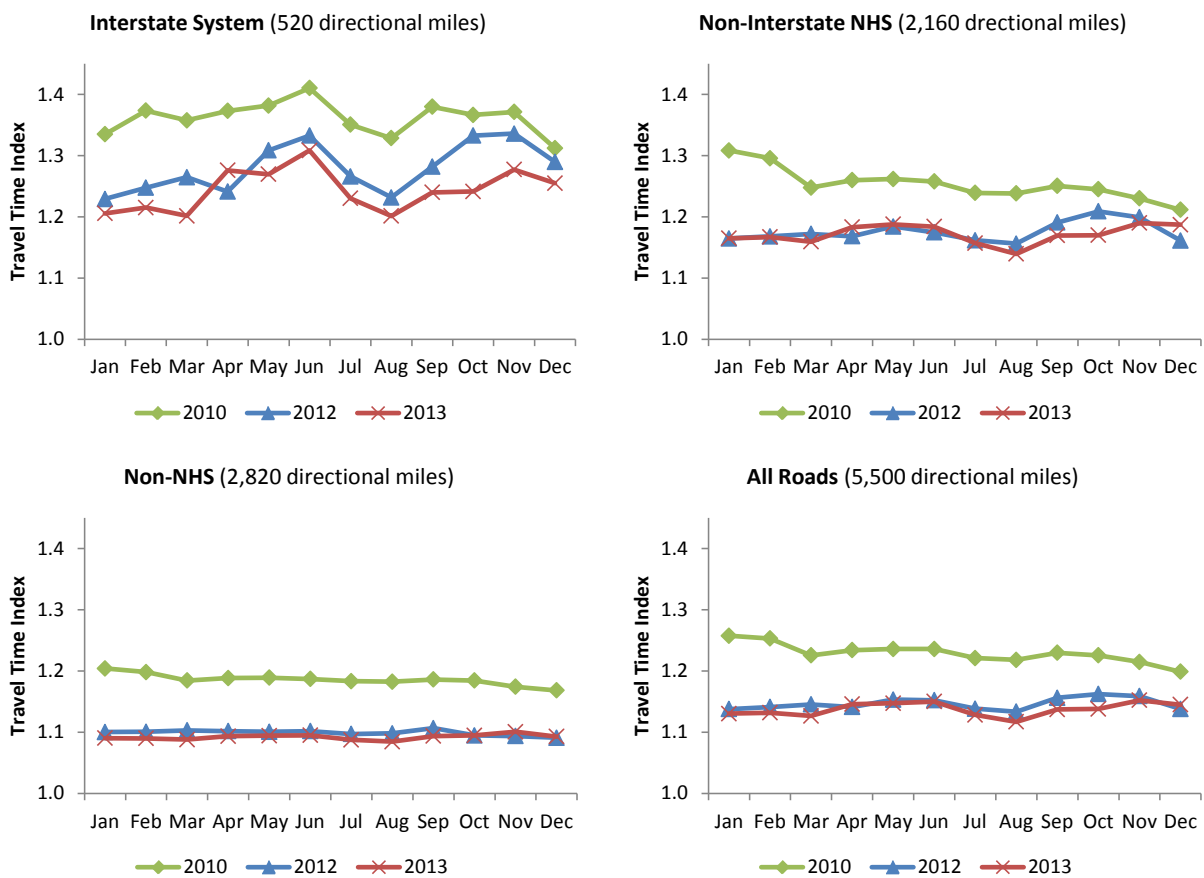 Interstate System (520 directional miles)
Travel Time Index
1.4
1.3
1.2
1.1
1.0
Jan Feb Mar Apr May Jun Jul Aug Sep Oct Nov Dec
2010 2012 2013
Non-Interstate NHS (2,160 directional miles)
Travel Time Index
1.4
1.3
1.2
1.1
1.0
Jan Feb Mar Apr May Jun Jul Aug Sep Oct Nov Dec
2010 2012 2013
Non-NHS (2,820 directional miles)
Travel Time Index
1.4
1.3
1.2
1.1
1.0
Jan Feb Mar Apr May Jun Jul Aug Sep Oct Nov Dec
2010 2012 2013
All Roads (5,500 directional miles)
Travel Time Index
1.4
1.3
1.2
1.1
1.0
Jan Feb Mar Apr May Jun Jul Aug Sep Oct Nov Dec
2010 2012 2013